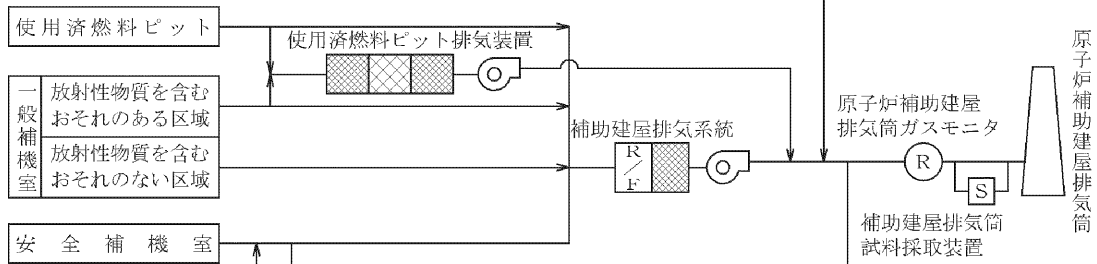 使用済燃料ピット
使用済燃料ピット排気装置
一般補機室
放射性物質を含む
おそれのある区域
放射性物質を含む
おそれのない区域
補助建屋排気系統
R/F
原子炉補助建屋
排気筒ガスモニタ
R
S
補助建屋排気筒
試料採取装置
原子炉補助建屋排気筒
安全補機室